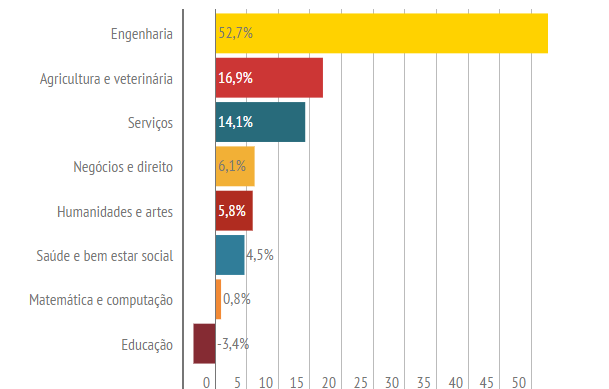 Engenharia 52,7%
Agricultura e veterinária 16,9%
Serviços 14,1%
Negócios e direito 6,1%
Humanidades e artes 5,8%
Saúde e bem estar social 4,5%
Matemática e computação 0,8%
Educação -3,4%
0 5 10 15 20 25 30 35 40 45 50